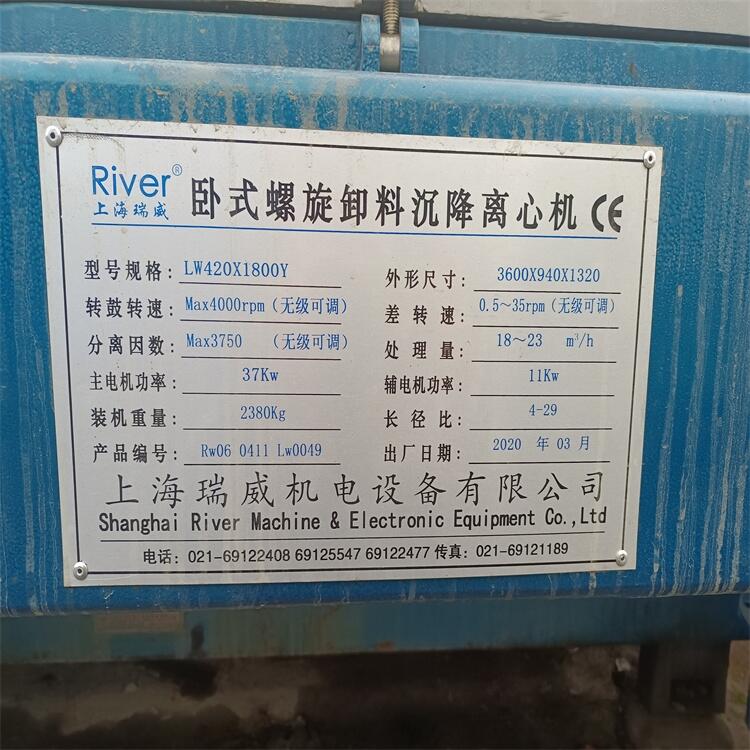 River® 卧式螺旋卸料沉降离心机 CE
上海瑞威
型号规格: LW420X1800Y 外形尺寸: 3600X940X1320
转鼓转速: Max4000rpm (无级可调) 差转速: 0.5~35rpm (无级可调)
分离因数: Max3750 (无级可调) 处理量: 18~23 m³/h
主电机功率: 37Kw 辅电机功率: 11Kw
装机重量: 2380Kg 长径比: 4-29
产品编号: Rw06 0411 Lw0049 出厂日期: 2020 年 03 月
上海瑞威机电设备有限公司
Shanghai River Machine & Electronic Equipment Co.,Ltd
电话: 021-69122408 69125547 69122477 传真: 021-69121189